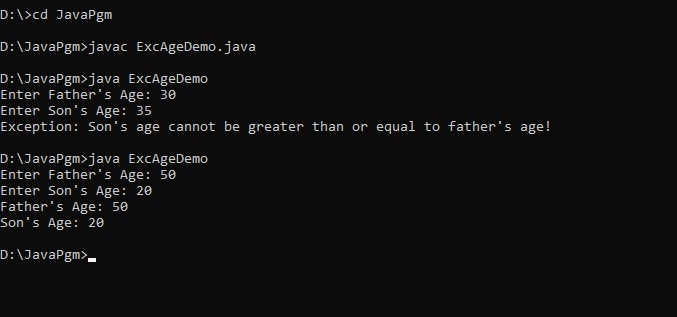 D:\>cd JavaPgm
D:\JavaPgm>javac ExcAgeDemo.java
D:\JavaPgm>java ExcAgeDemo
Enter Father's Age: 30
Enter Son's Age: 35
Exception: Son's age cannot be greater than or equal to father's age!
D:\JavaPgm>java ExcAgeDemo
Enter Father's Age: 50
Enter Son's Age: 20
Father's Age: 50
Son's Age: 20
D:\JavaPgm>